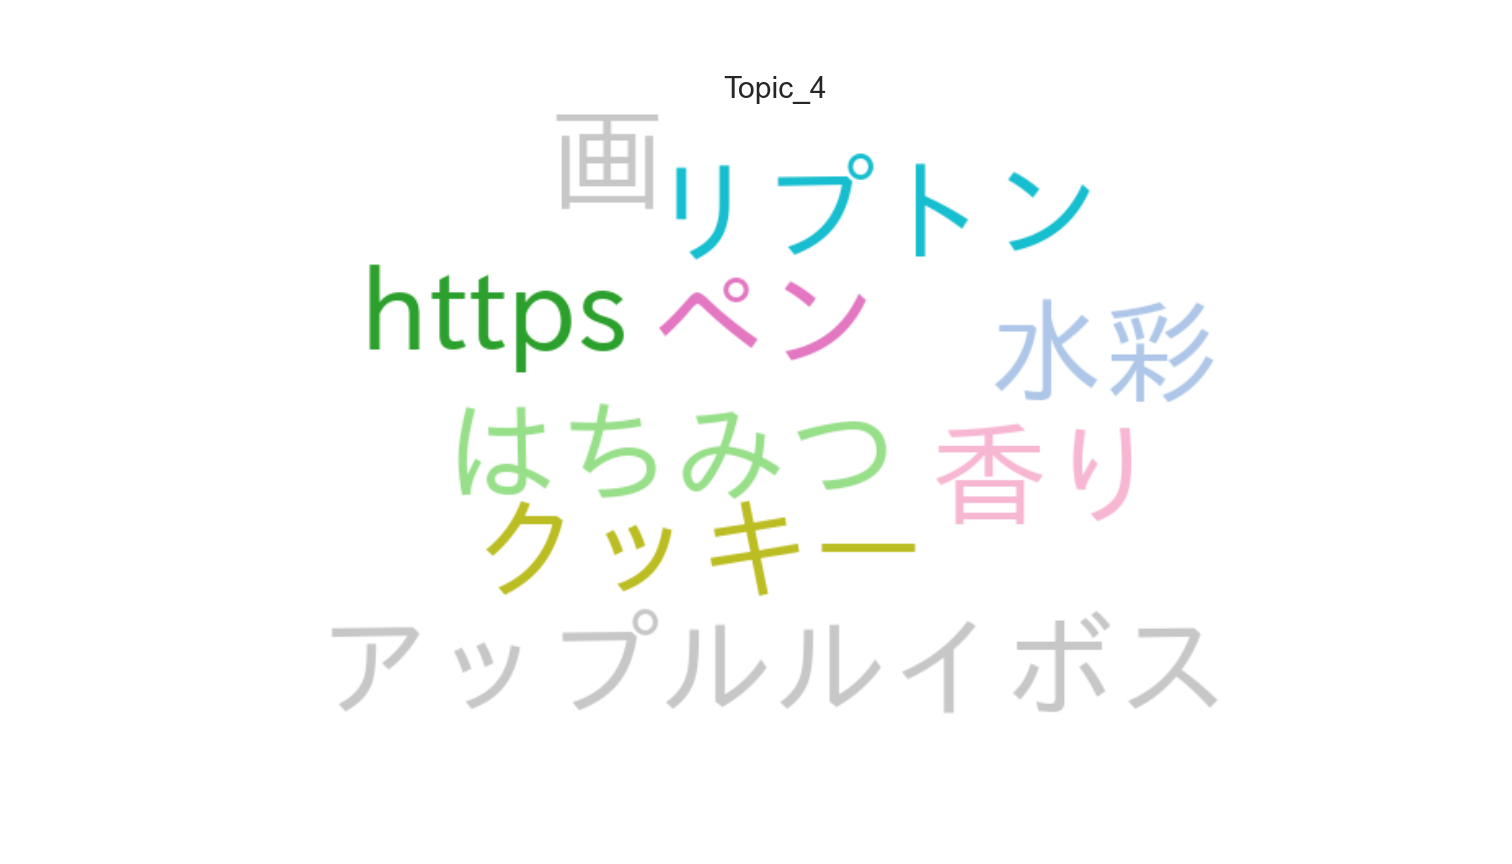 Topic_4
画
リプトン
https ペン
水彩
はちみつ
香り
クッキー
アップルルイボス